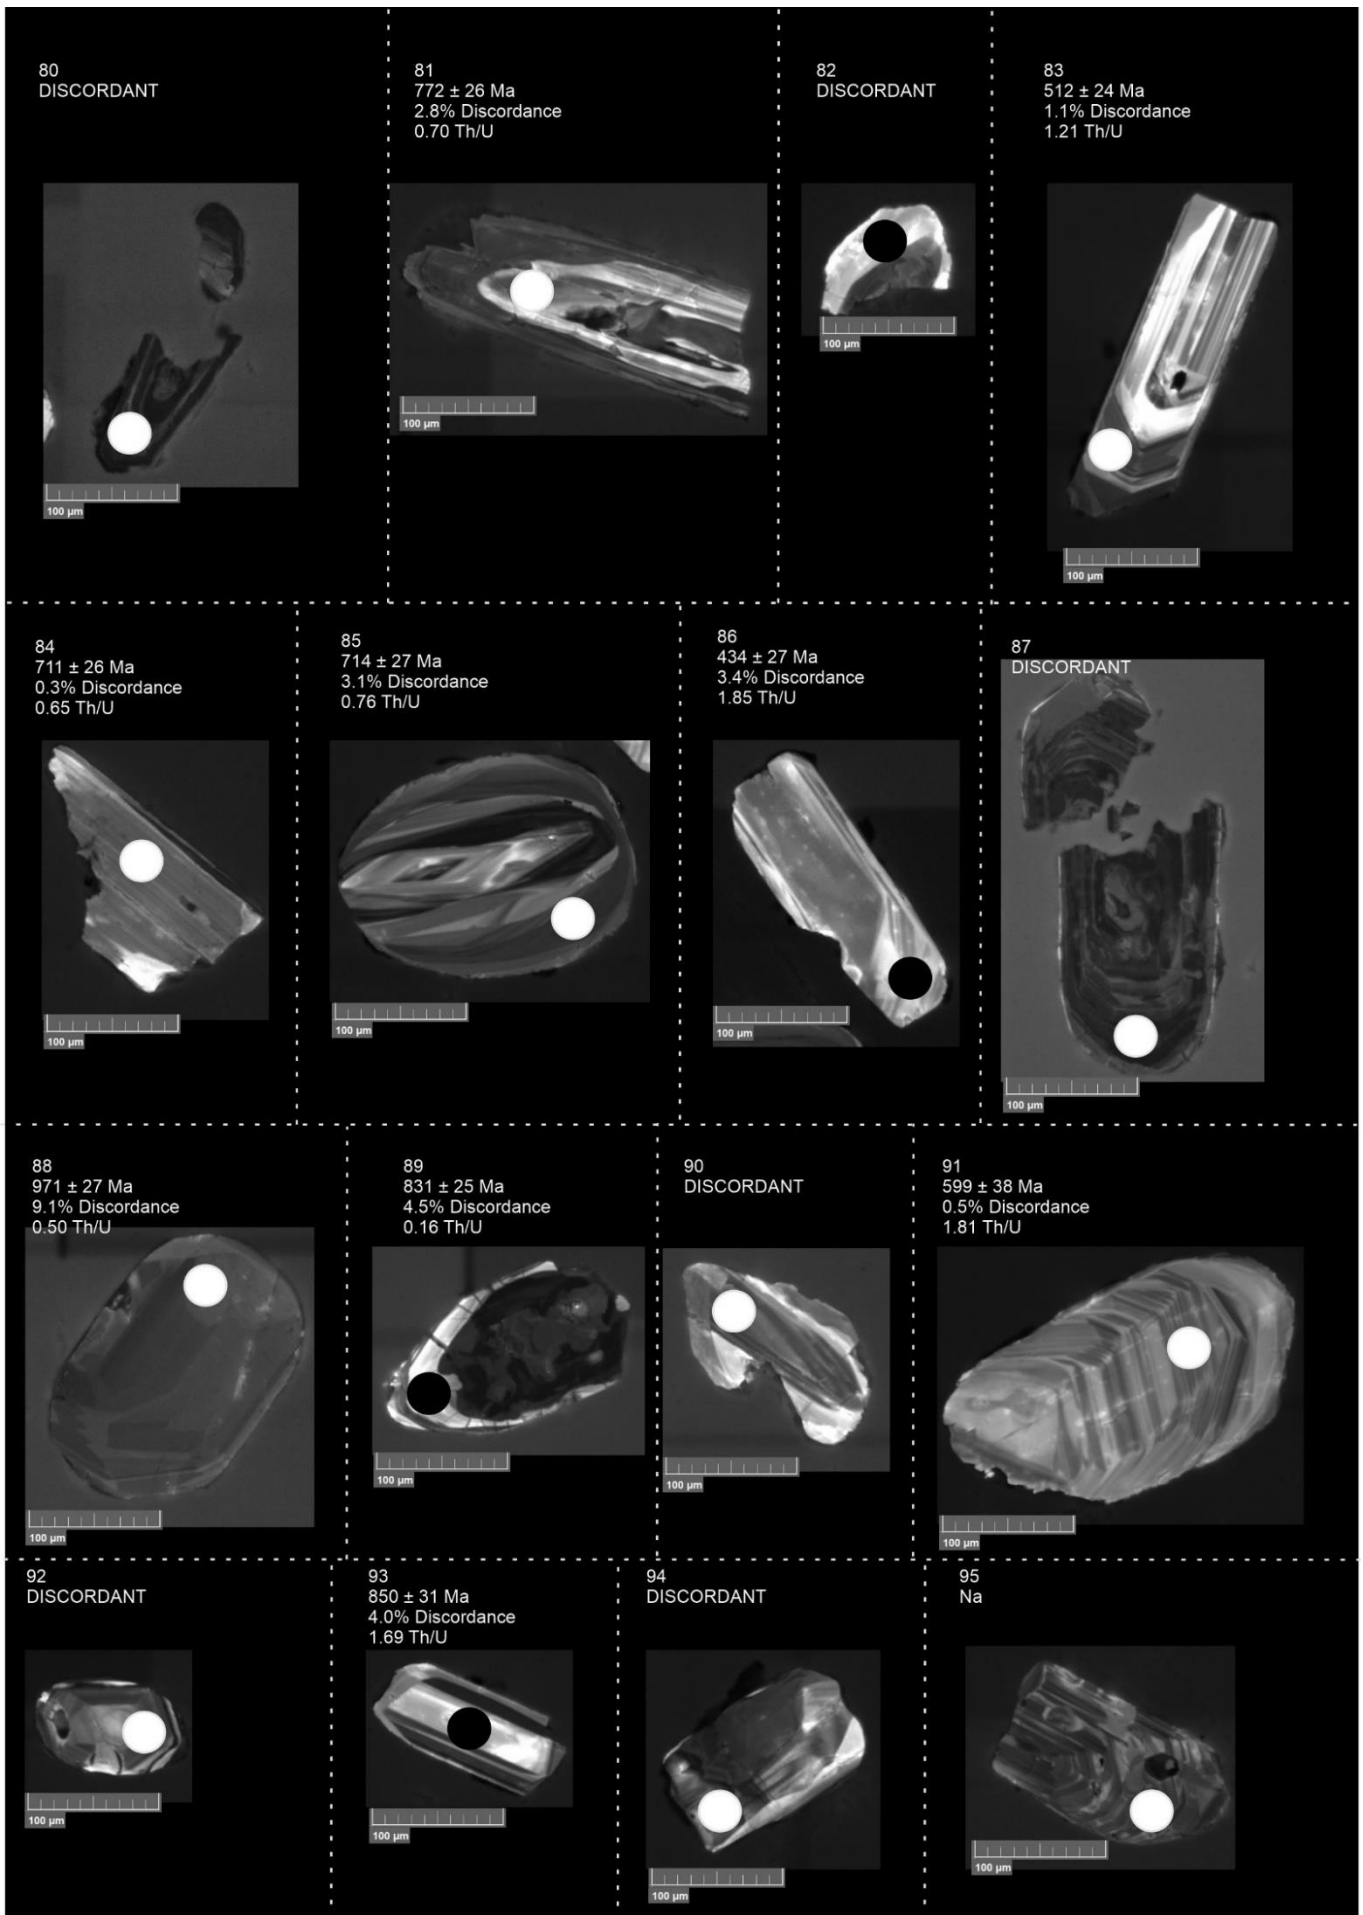 80
DISCORDANT
100 µm
81
772 ± 26 Ma
2.8% Discordance
0.70 Th/U
100 µm
82
DISCORDANT
100 µm
83
512 ± 24 Ma
1.1% Discordance
1.21 Th/U
100 µm
84
711 ± 26 Ma
0.3% Discordance
0.65 Th/U
100 µm
85
714 ± 27 Ma
3.1% Discordance
0.76 Th/U
100 µm
86
434 ± 27 Ma
3.4% Discordance
1.85 Th/U
100 µm
87
DISCORDANT
100 µm
88
971 ± 27 Ma
9.1% Discordance
0.50 Th/U
100 µm
89
831 ± 25 Ma
4.5% Discordance
0.16 Th/U
100 µm
90
DISCORDANT
100 µm
91
599 ± 38 Ma
0.5% Discordance
1.81 Th/U
100 µm
92
DISCORDANT
100 µm
93
850 ± 31 Ma
4.0% Discordance
1.69 Th/U
100 µm
94
DISCORDANT
100 µm
95
Na
100 µm